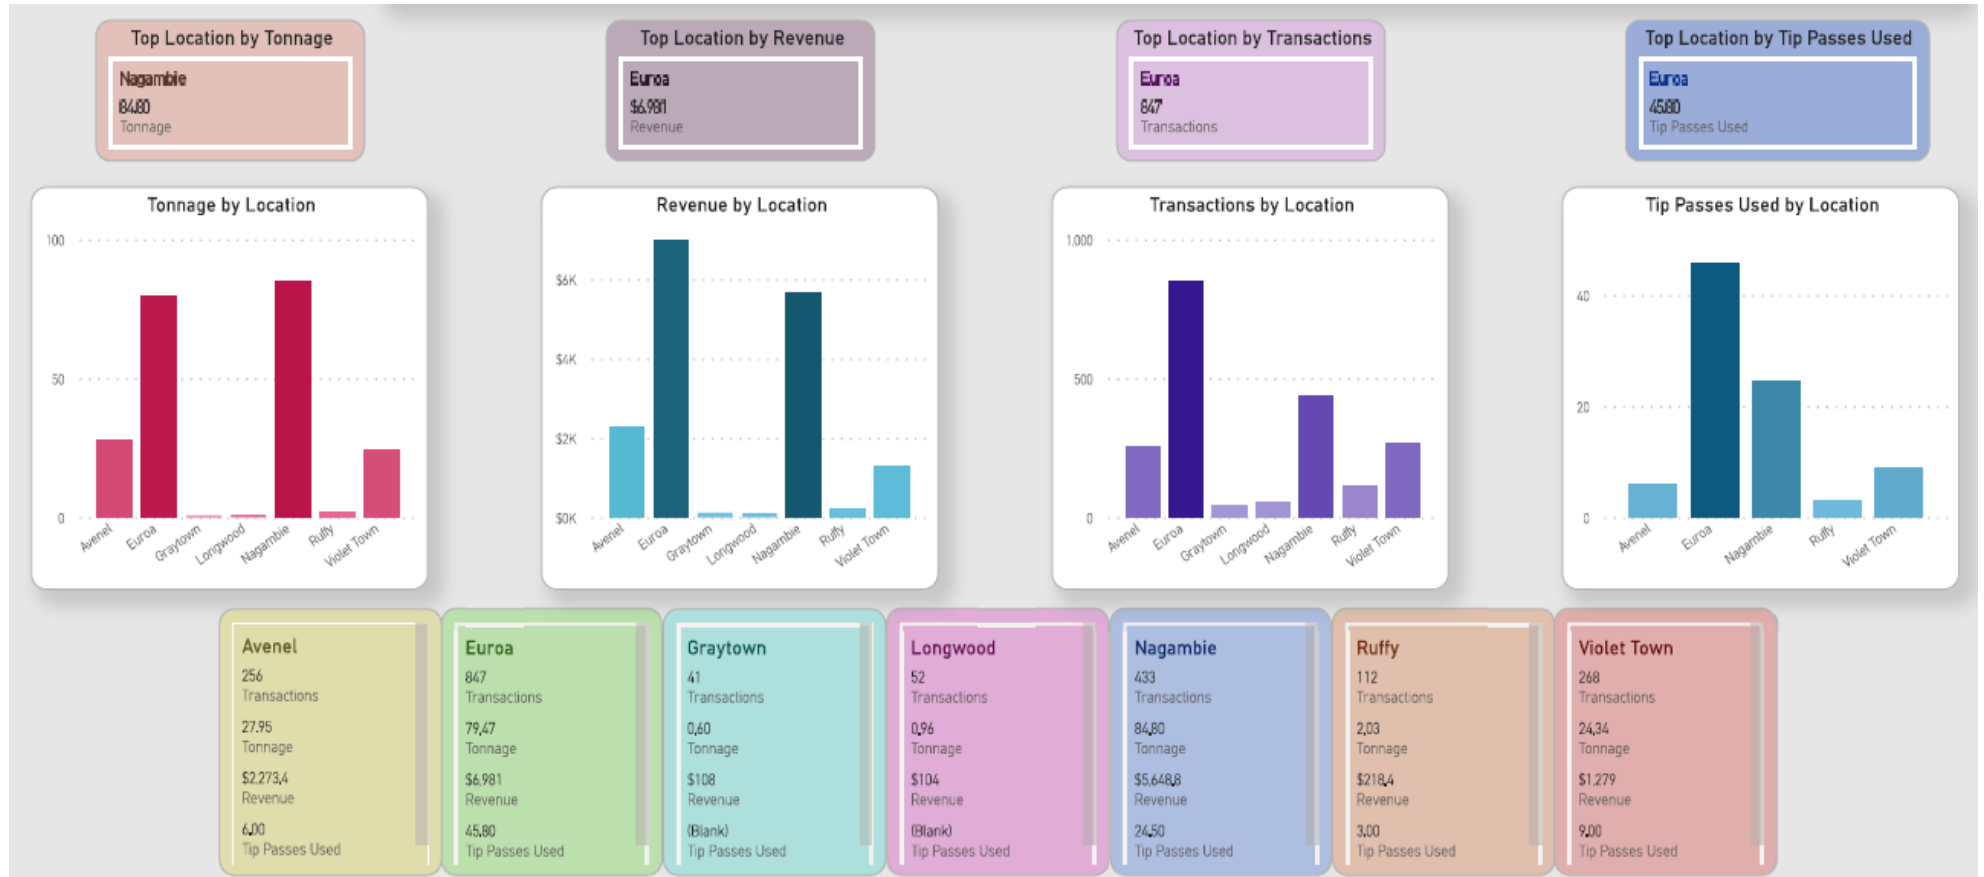 Top Location by Tonnage
Nagambie
84.80
Tonnage
Top Location by Revenue
Euroa
$6,981
Revenue
Top Location by Transactions
Euroa
847
Transactions
Top Location by Tip Passes Used
Euroa
45.80
Tip Passes Used
Tonnage by Location
100
50
0
Avenel
Euroa
Graytown
Longwood
Nagambie
Ruffy
Violet Town
Revenue by Location
$6K
$4K
$2K
$0K
Avenel
Euroa
Graytown
Longwood
Nagambie
Ruffy
Violet Town
Transactions by Location
1,000
500
0
Avenel
Euroa
Graytown
Longwood
Nagambie
Ruffy
Violet Town
Tip Passes Used by Location
40
20
0
Avenel
Euroa
Nagambie
Ruffy
Violet Town
Avenel
256
Transactions
27.95
Tonnage
$2,273.4
Revenue
6.00
Tip Passes Used
Euroa
847
Transactions
79.47
Tonnage
$6,981
Revenue
45.80
Tip Passes Used
Graytown
41
Transactions
0.60
Tonnage
$108
Revenue
(Blank)
Tip Passes Used
Longwood
52
Transactions
0.96
Tonnage
$104
Revenue
(Blank)
Tip Passes Used
Nagambie
433
Transactions
84.80
Tonnage
$5,648.8
Revenue
24.50
Tip Passes Used
Ruffy
112
Transactions
2.03
Tonnage
$218.4
Revenue
3.00
Tip Passes Used
Violet Town
268
Transactions
24.34
Tonnage
$1,279
Revenue
9.00
Tip Passes Used